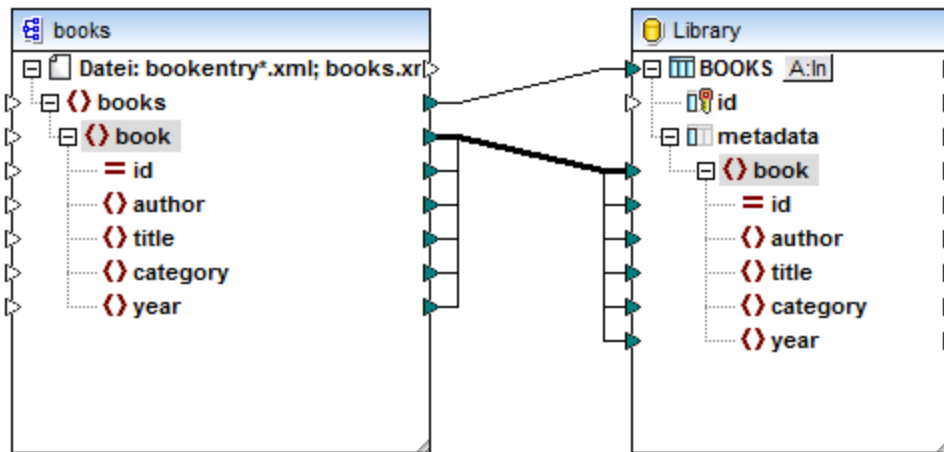 books
Datei: bookentry*.xml; books.xr
books
book
id
author
title
category
year
Library
BOOKS A:In
id
metadata
book
id
author
title
category
year